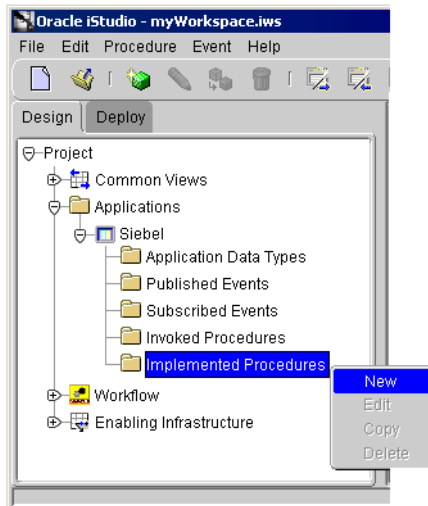 Oracle iStudio - myWorkspace.iws
File Edit Procedure Event Help
Design Deploy
Project
Common Views
Applications
Siebel
Application Data Types
Published Events
Subscribed Events
Invoked Procedures
Implemented Procedures
New
Edit
Copy
Delete
Workflow
Enabling Infrastructure